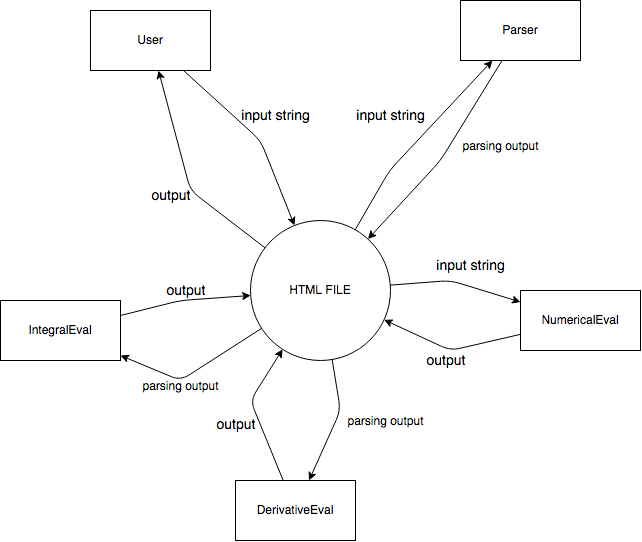 User
Parser
input string
input string
parsing output
output
HTML FILE
input string
output
IntegralEval
NumericalEval
output
parsing output
output
parsing output
DerivativeEval